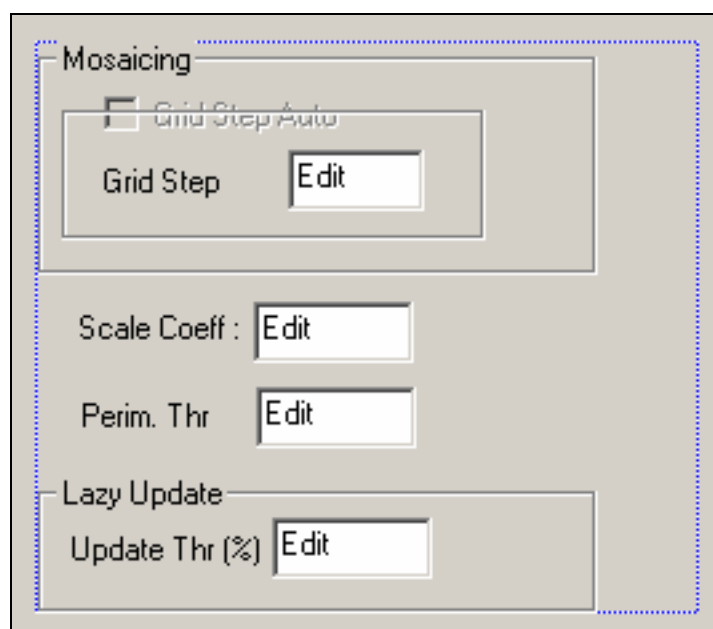 Mosaicing
Grid Step Auto
Grid Step Edit
Scale Coeff : Edit
Perim. Thr Edit
Lazy Update
Update Thr (%) Edit